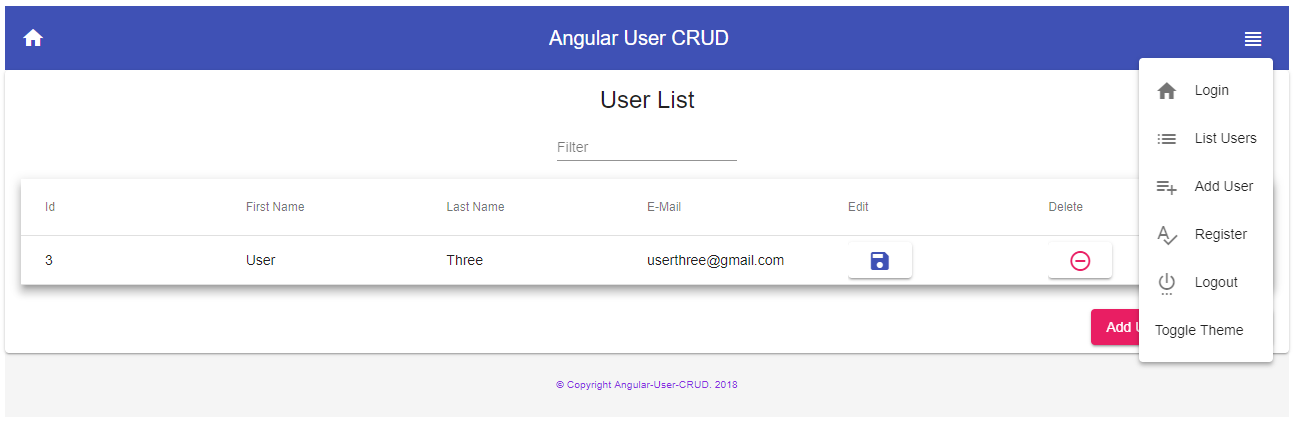 Angular User CRUD
User List
Filter
Id First Name Last Name E-Mail Edit Delete
3 User Three userthree@gmail.com
Add
Login
List Users
Add User
Register
Logout
Toggle Theme
© Copyright Angular-User-CRUD. 2018